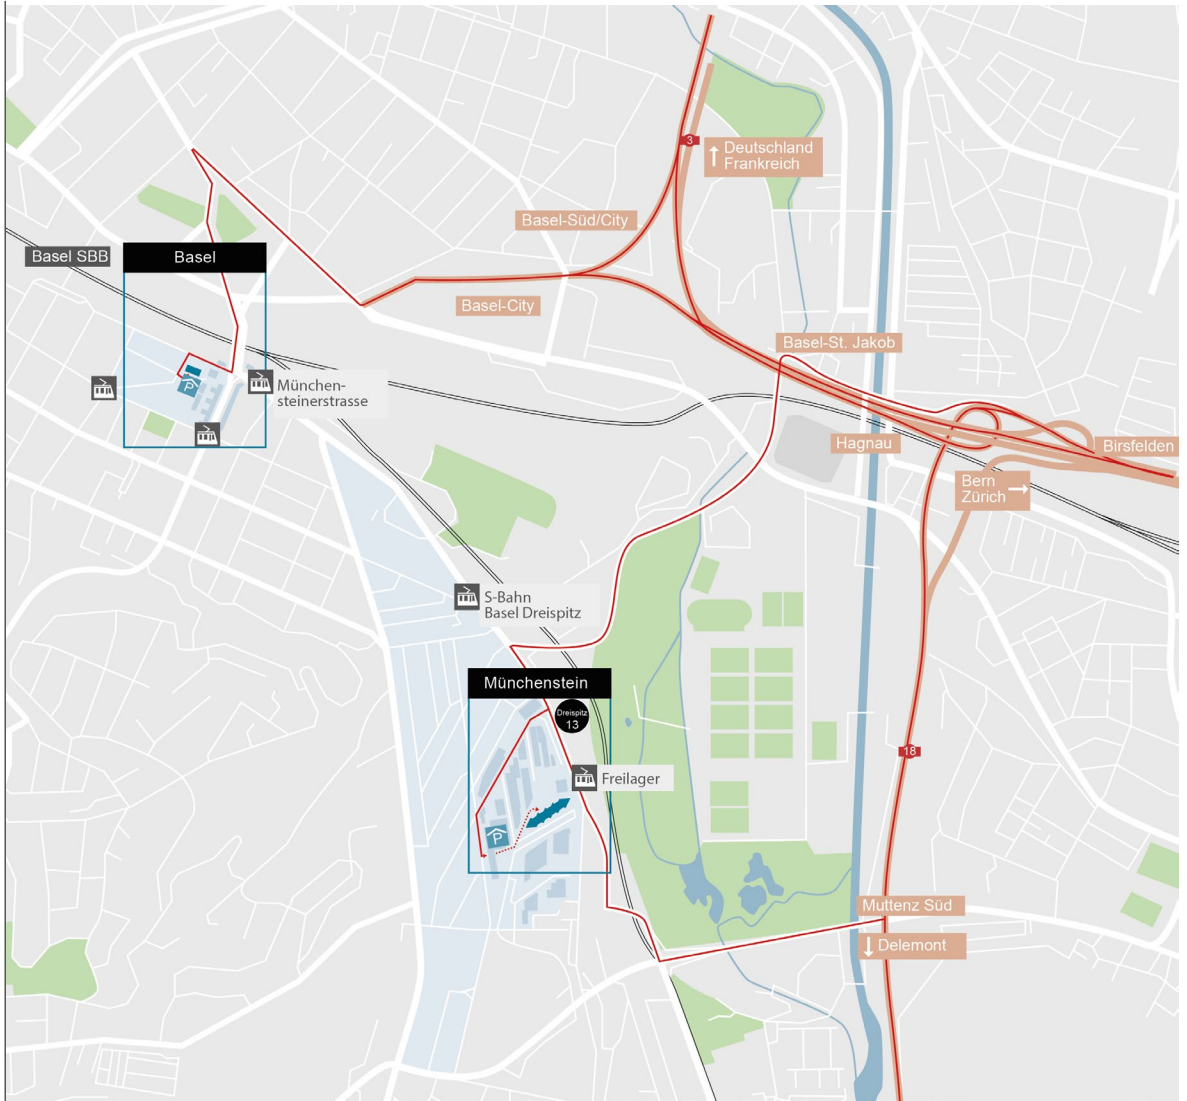 3
Deutschland
Frankreich
Basel-Süd/City
Basel SBB
Basel
Basel-City
Basel-St. Jakob
München-
steinerstrasse
P
Hagnau
Birsfelden
Bern
Zürich
S-Bahn
Basel Dreispitz
Münchenstein
Dreispitz
13
18
Freilager
P
Muttenz Süd
Delemont